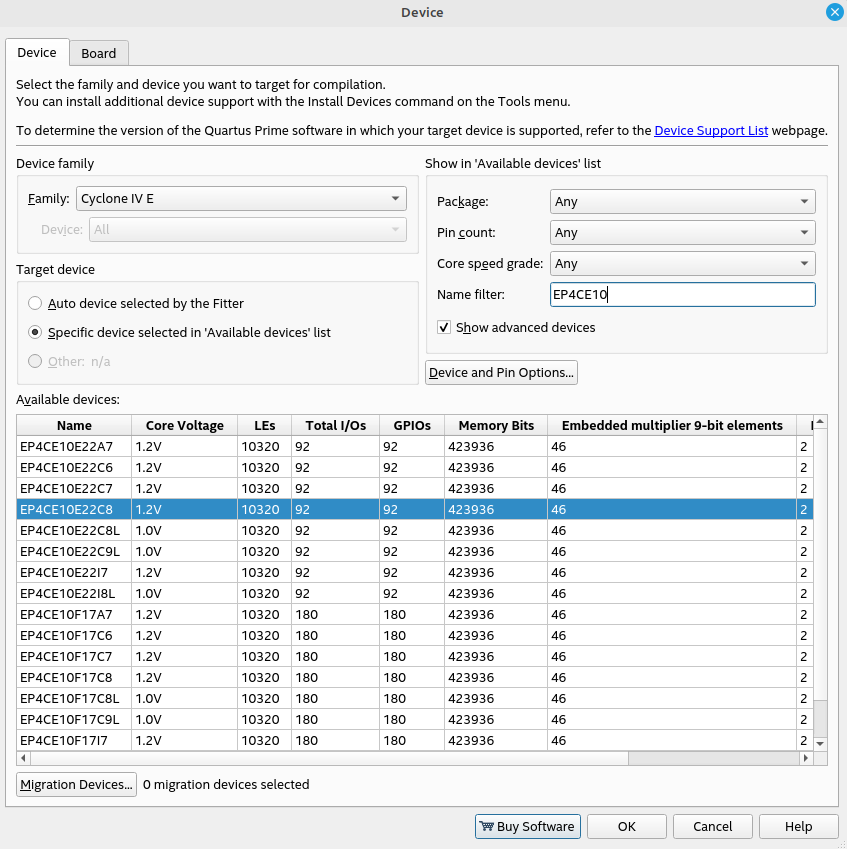 Device
Device
Board
Select the family and device you want to target for compilation.
You can install additional device support with the Install Devices command on the Tools menu.
To determine the version of the Quartus Prime software in which your target device is supported, refer to the Device Support List webpage.
Device family
Family: Cyclone IV E
Device: All
Target device
Auto device selected by the Fitter
Specific device selected in 'Available devices' list
Other: n/a
Show in 'Available devices' list
Package: Any
Pin count: Any
Core speed grade: Any
Name filter: EP4CE10
Show advanced devices
Device and Pin Options...
Available devices:
Name Core Voltage LEs Total I/Os GPIOs Memory Bits Embedded multiplier 9-bit elements
EP4CE10E22A7 1.2V 10320 92 92 423936 46 2
EP4CE10E22C6 1.2V 10320 92 92 423936 46 2
EP4CE10E22C7 1.2V 10320 92 92 423936 46 2
EP4CE10E22C8 1.2V 10320 92 92 423936 46 2
EP4CE10E22C8L 1.0V 10320 92 92 423936 46 2
EP4CE10E22C9L 1.0V 10320 92 92 423936 46 2
EP4CE10E22I7 1.2V 10320 92 92 423936 46 2
EP4CE10E22I8L 1.0V 10320 92 92 423936 46 2
EP4CE10F17A7 1.2V 10320 180 180 423936 46 2
EP4CE10F17C6 1.2V 10320 180 180 423936 46 2
EP4CE10F17C7 1.2V 10320 180 180 423936 46 2
EP4CE10F17C8 1.2V 10320 180 180 423936 46 2
EP4CE10F17C8L 1.0V 10320 180 180 423936 46 2
EP4CE10F17C9L 1.0V 10320 180 180 423936 46 2
EP4CE10F17I7 1.2V 10320 180 180 423936 46 2
Migration Devices... 0 migration devices selected
Buy Software
OK
Cancel
Help